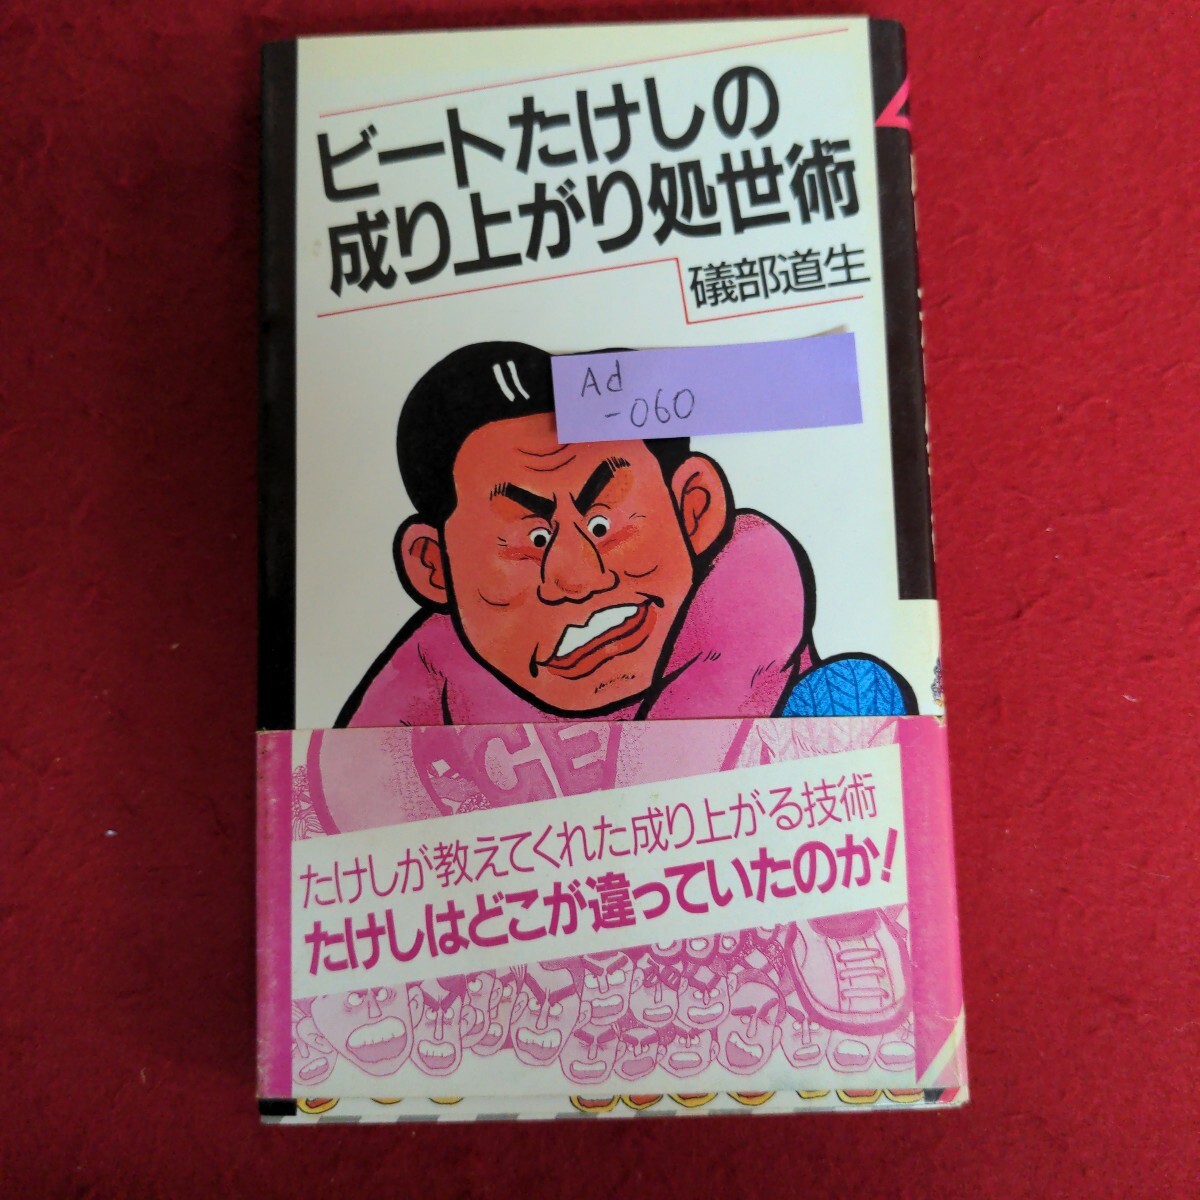 ビートたけしの
成り上がり処世術
礒部道生
Ad
-060
CE
たけしが教えてくれた成り上がる技術
たけしはどこが違っていたのか!